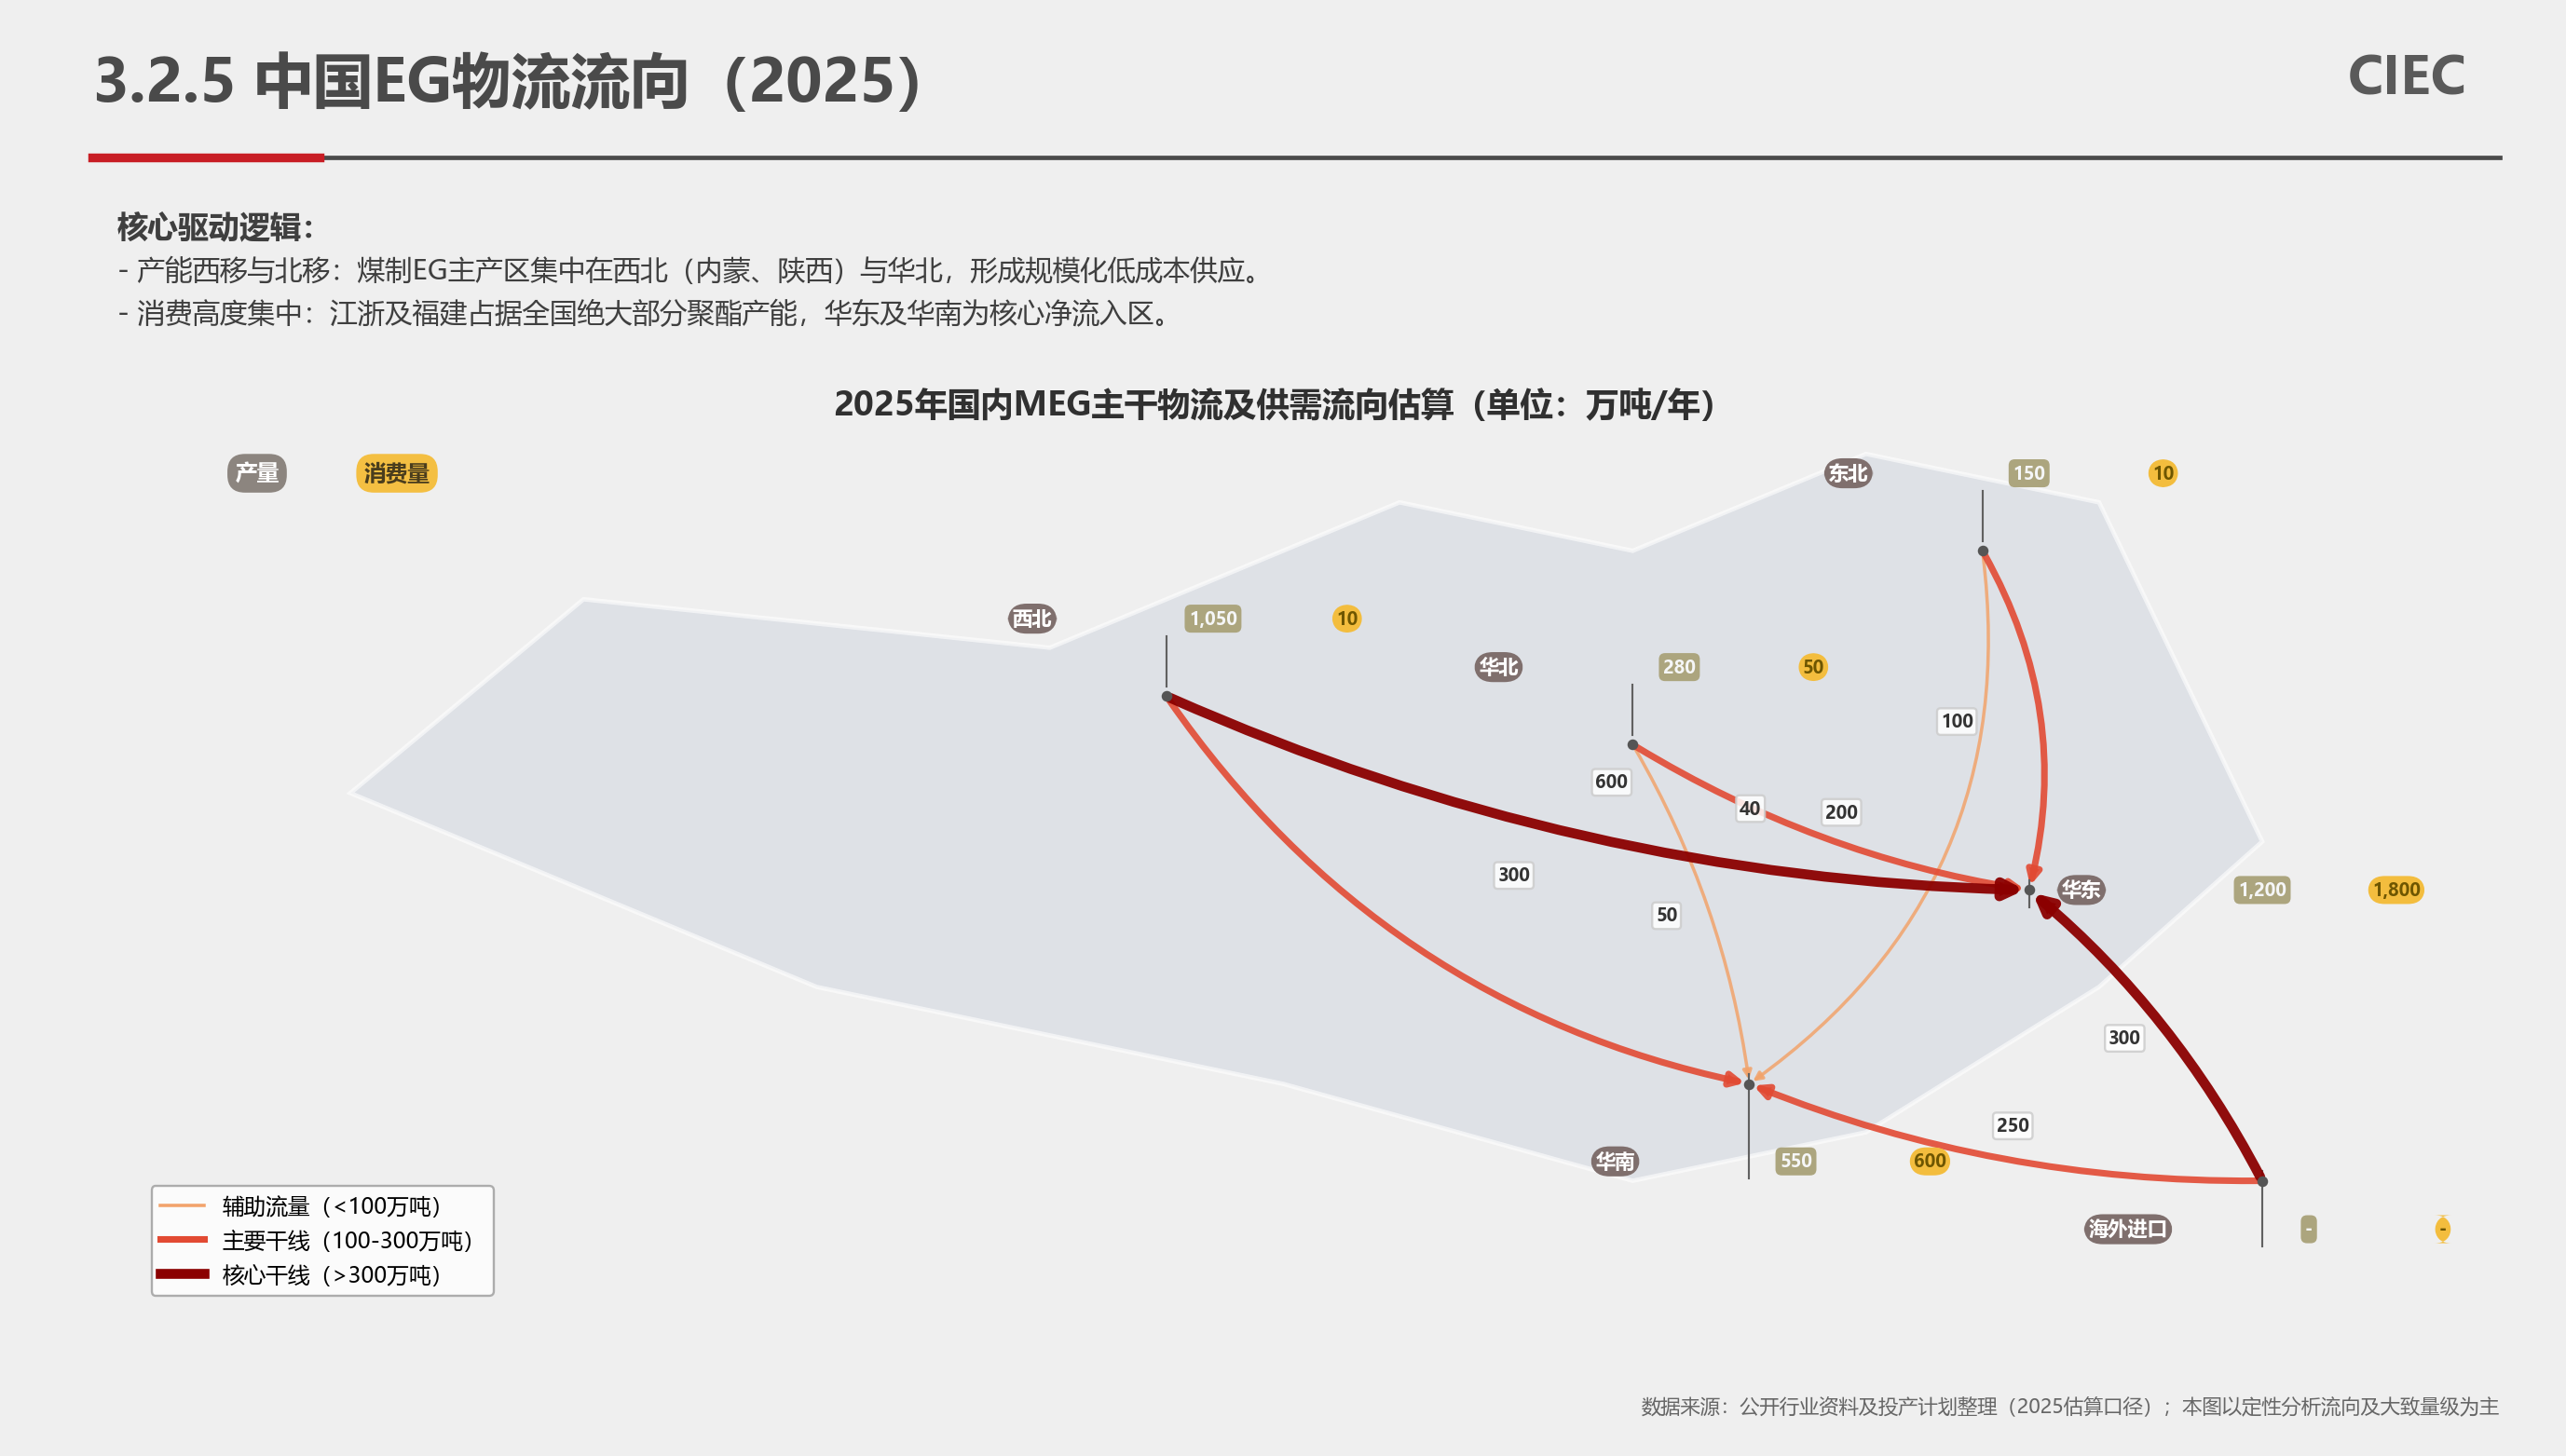 3.2.5 中国EG物流流向（2025）
CIEC
核心驱动逻辑：
- 产能西移与北移：煤制EG主产区集中在西北（内蒙、陕西）与华北，形成规模化低成本供应。
- 消费高度集中：江浙及福建占据全国绝大部分聚酯产能，华东及华南为核心净流入区。
2025年国内MEG主干物流及供需流向估算（单位：万吨/年）
产量 消费量
东北 150 10
西北 1,050 10
华北 280 50
100
600
40 200
300
50
华东 1,200 1,800
300
250
华南 550 600
海外进口 - -
辅助流量（<100万吨）
主要干线（100-300万吨）
核心干线（>300万吨）
数据来源：公开行业资料及投产计划整理（2025估算口径）；本图以定性分析流向及大致量级为主